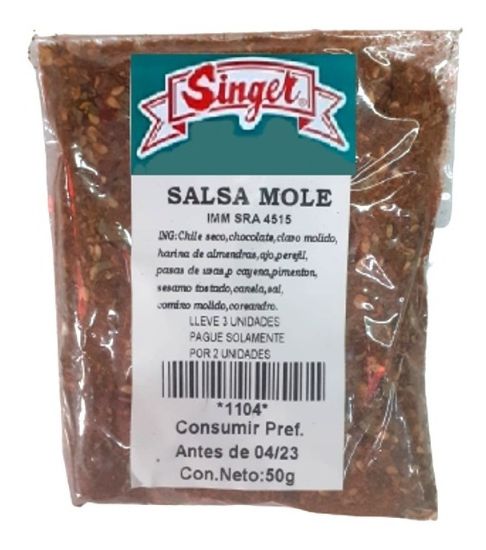 Singer
SALSA MOLE
IMM SRA 4515
ING:Chile seco,chocolate,clavo molido,
harina de almendras,ajo,perejil,
pasas de uvas,p cayena,pimenton,
sesamo tostado,canela,sal,
comino molido,coreandro.
LLEVE 3 UNIDADES
PAGUE SOLAMENTE
POR 2 UNIDADES
*1104*
Consumir Pref.
Antes de 04/23
Con.Neto:50g